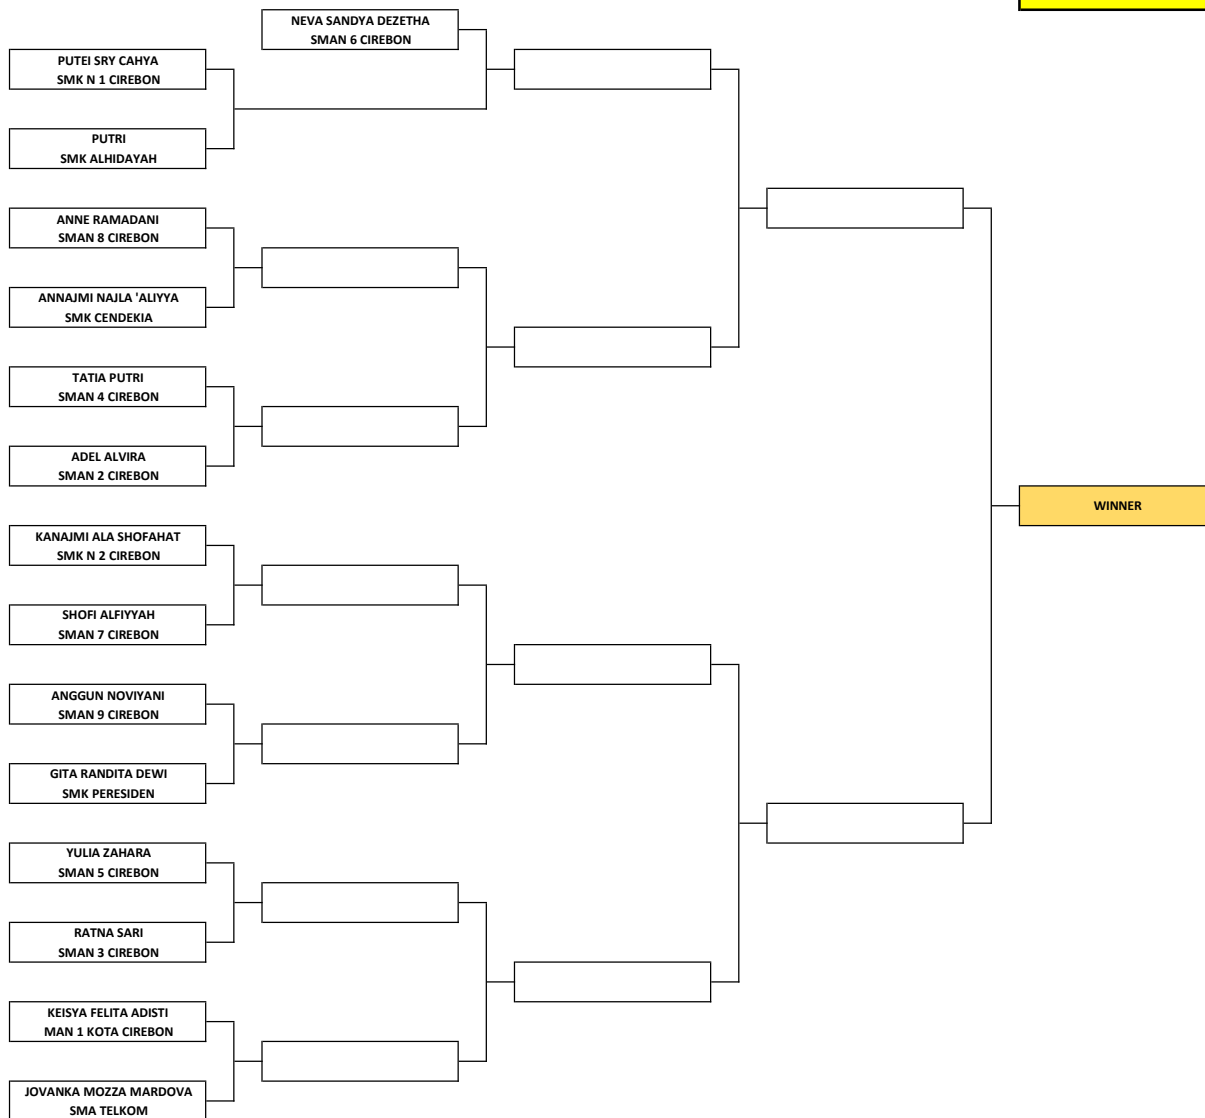 NEVA SANDYA DEZETHA
SMAN 6 CIREBON
PUTEI SRY CAHYA
SMK N 1 CIREBON
PUTRI
SMK ALHIDAYAH
ANNE RAMADANI
SMAN 8 CIREBON
ANNAJMI NAJLA 'ALIYYA
SMK CENDEKIA
TATIA PUTRI
SMAN 4 CIREBON
ADEL ALVIRA
SMAN 2 CIREBON
WINNER
KANAJMI ALA SHOFAHAT
SMK N 2 CIREBON
SHOFI ALFIYYAH
SMAN 7 CIREBON
ANGGUN NOVIYANI
SMAN 9 CIREBON
GITA RANDITA DEWI
SMK PERESIDEN
YULIA ZAHARA
SMAN 5 CIREBON
RATNA SARI
SMAN 3 CIREBON
KEISYA FELITA ADISTI
MAN 1 KOTA CIREBON
JOVANKA MOZZA MARDOVA
SMA TELKOM